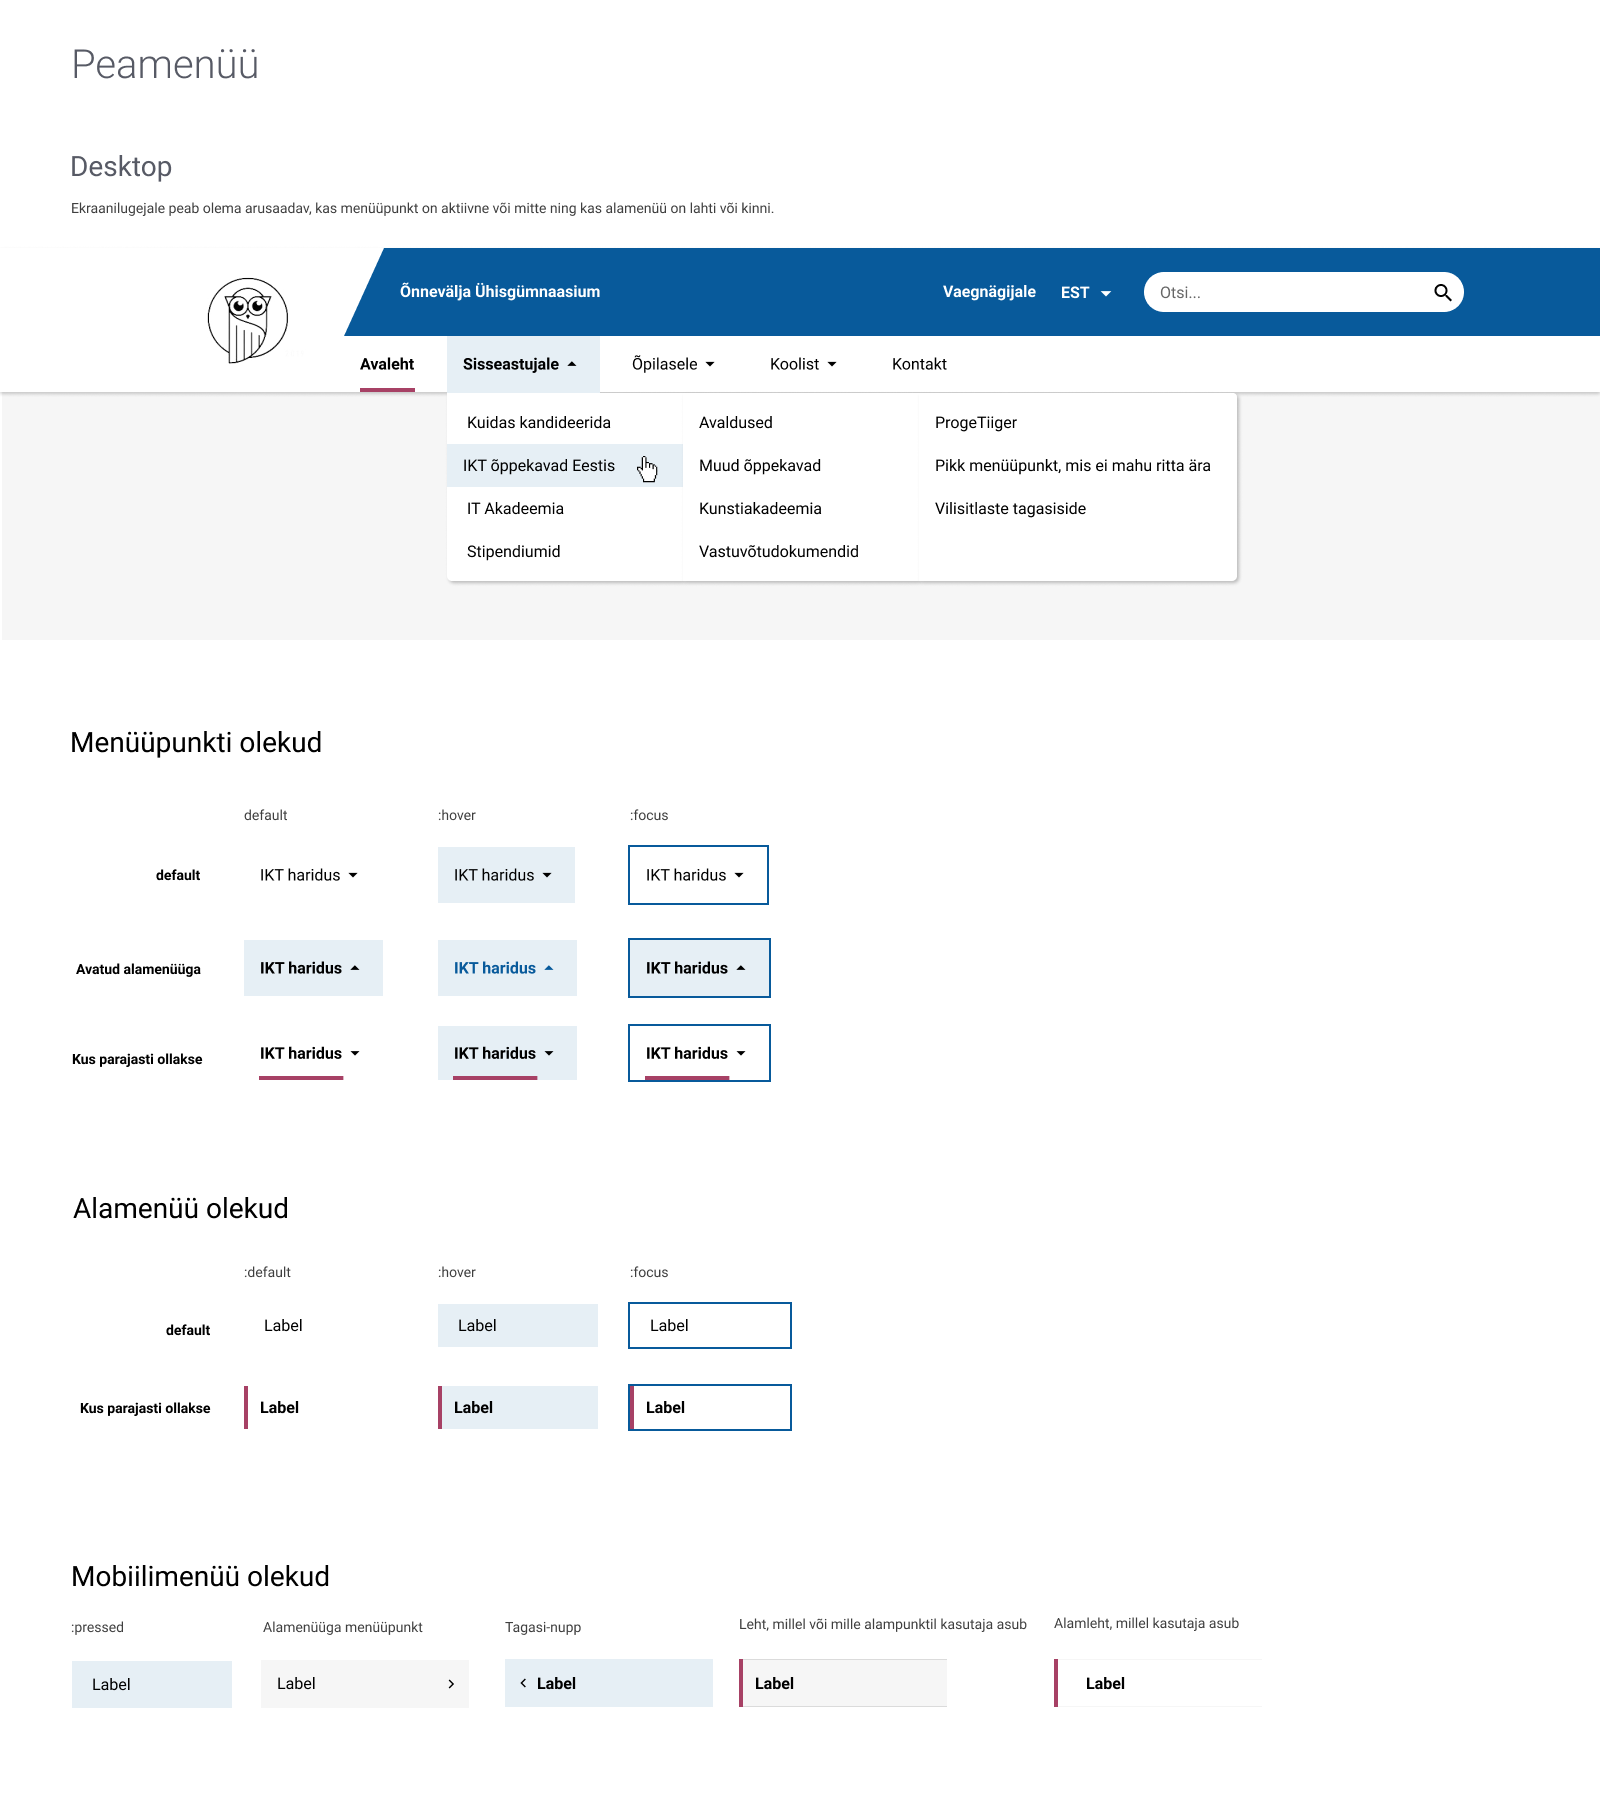 Peamenüü
Desktop
Ekraanilugejale peab olema arusaadav, kas menüüpunkt on aktiivne või mitte ning kas alamenüü on lahti või kinni.
Õnnevälja Ühisgümnaasium
Vaegnägijale EST
Otsi...
Avaleht Sisseastujale Õpilasele Koolist Kontakt
Kuidas kandideerida Avaldused ProgeTiiger
IKT õppekavad Eestis Muud õppekavad Pikk menüüpunkt, mis ei mahu ritta ära
IT Akadeemia Kunstiakadeemia Vilisitlaste tagasiside
Stipendiumid Vastuvõtudokumendid
Menüüpunkti olekud
default :hover :focus
default IKT haridus IKT haridus IKT haridus
Avatud alamenüüga IKT haridus IKT haridus IKT haridus
Kus parajasti ollakse IKT haridus IKT haridus IKT haridus
Alamenüü olekud
:default :hover :focus
default Label Label Label
Kus parajasti ollakse Label Label Label
Mobiilimenüü olekud
:pressed Alamenüüga menüüpunkt Tagasi-nupp Leht, millel või mille alampunktil kasutaja asub Alamleht, millel kasutaja asub
Label Label Label Label Label